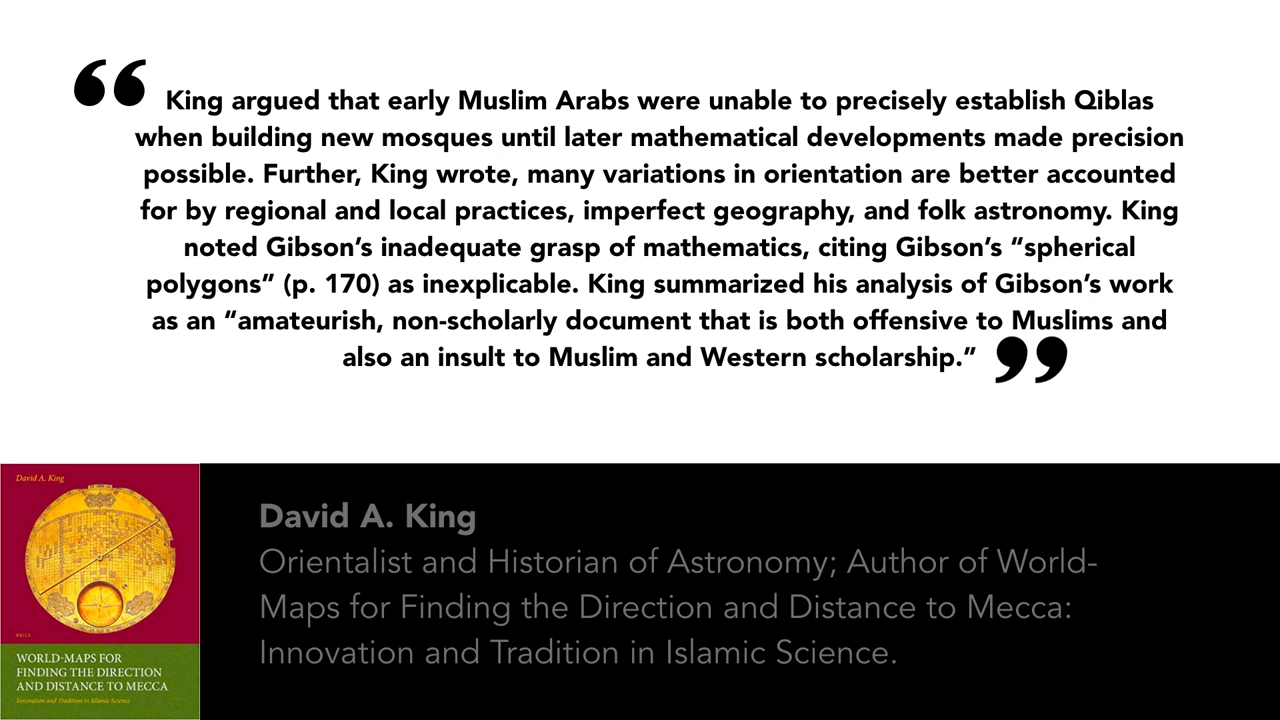 “ King argued that early Muslim Arabs were unable to precisely establish Qiblas
when building new mosques until later mathematical developments made precision
possible. Further, King wrote, many variations in orientation are better accounted
for by regional and local practices, imperfect geography, and folk astronomy. King
noted Gibson’s inadequate grasp of mathematics, citing Gibson’s “spherical
polygons” (p. 170) as inexplicable. King summarized his analysis of Gibson’s work
as an “amateurish, non-scholarly document that is both offensive to Muslims and
also an insult to Muslim and Western scholarship.” ”
David A. King
BRILL
WORLD-MAPS FOR
FINDING THE DIRECTION
AND DISTANCE TO MECCA
Innovation and Tradition in Islamic Science
David A. King
Orientalist and Historian of Astronomy; Author of World-
Maps for Finding the Direction and Distance to Mecca:
Innovation and Tradition in Islamic Science.